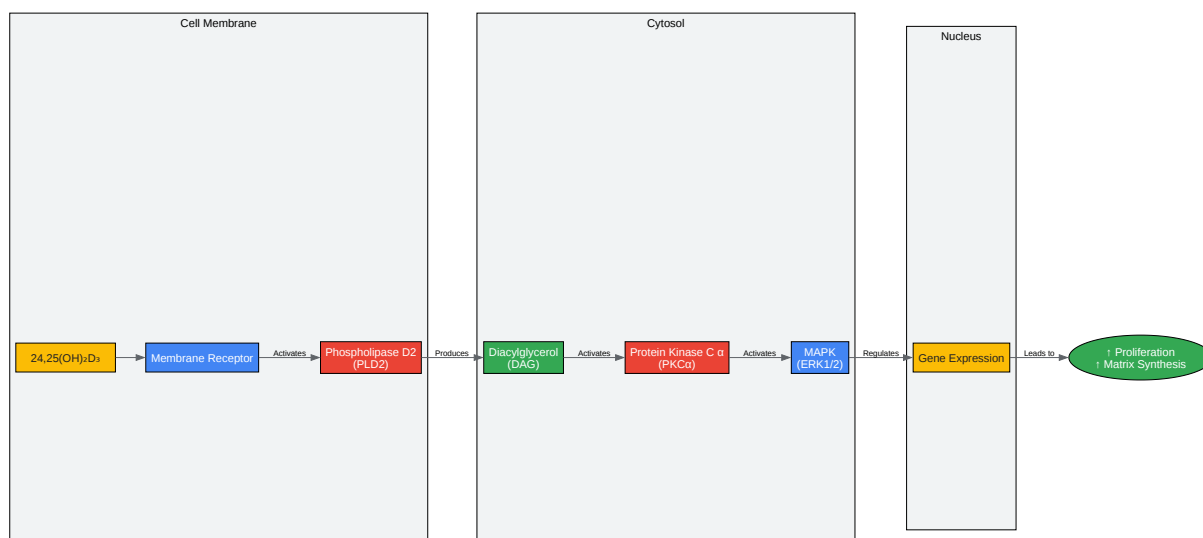 Cell Membrane
Cytosol
Nucleus
24,25(OH)₂D₃
Membrane Receptor
Activates
Phospholipase D2
(PLD2)
Produces
Diacylglycerol
(DAG)
Activates
Protein Kinase C α
(PKCα)
Activates
MAPK
(ERK1/2)
Regulates
Gene Expression
Leads to
↑ Proliferation
↑ Matrix Synthesis